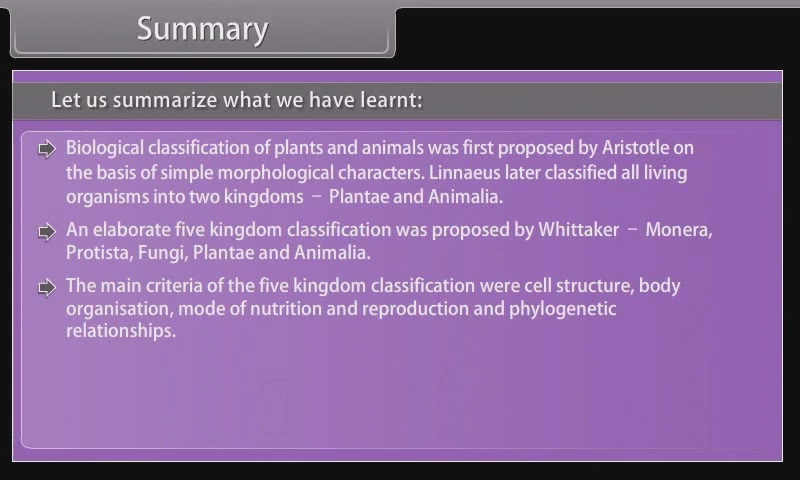 Summary
Let us summarize what we have learnt:
Biological classification of plants and animals was first proposed by Aristotle on
the basis of simple morphological characters. Linnaeus later classified all living
organisms into two kingdoms – Plantae and Animalia.
An elaborate five kingdom classification was proposed by Whittaker – Monera,
Protista, Fungi, Plantae and Animalia.
The main criteria of the five kingdom classification were cell structure, body
organisation, mode of nutrition and reproduction and phylogenetic
relationships.